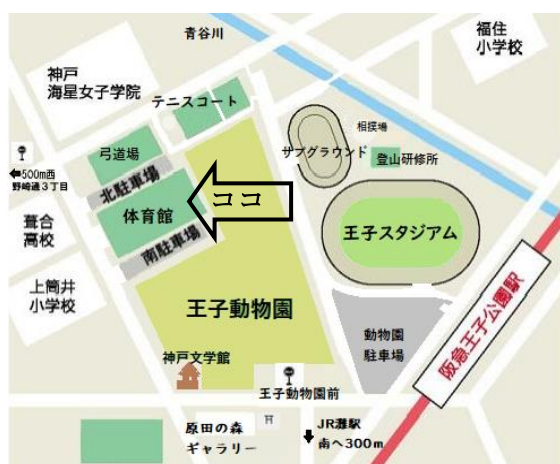 青谷川
福住
小学校
神戸
海星女子学院
テニスコート
相撲場
サブグラウンド
登山研修所
弓道場
500m西
野崎通3丁目
北駐車場
体育館
ココ
葺合
高校
南駐車場
王子スタジアム
上筒井
小学校
王子動物園
阪急王子公園駅
動物園
駐車場
神戸文学館
王子動物園前
原田の森
ギャラリー
JR灘駅
南へ300m